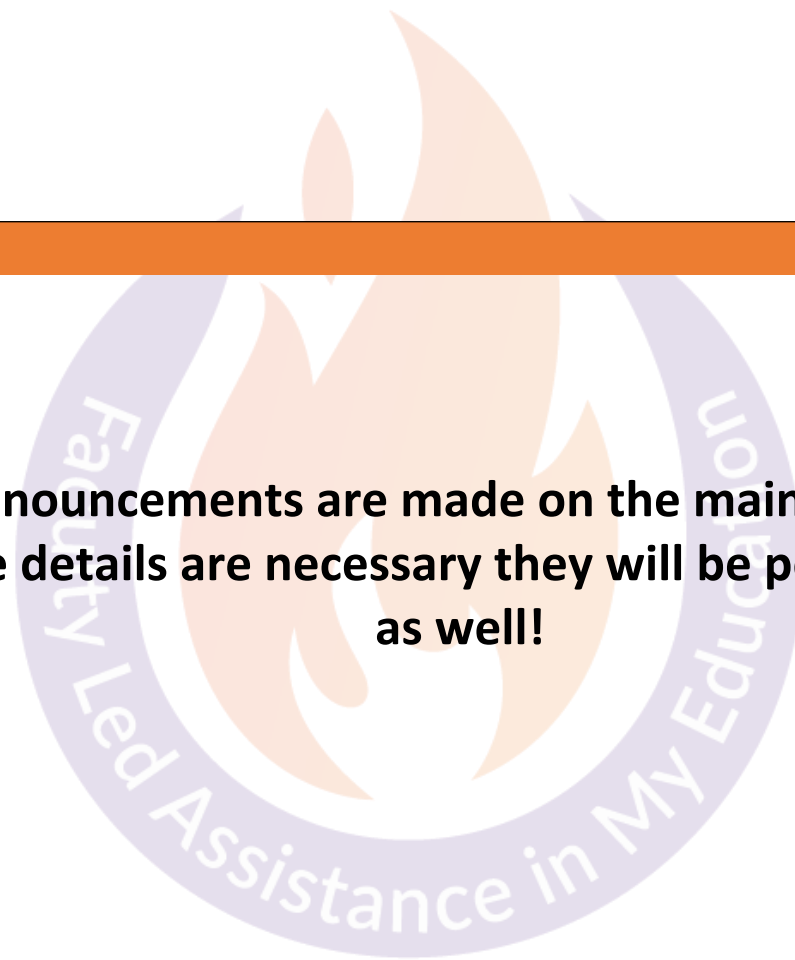 nouncements are made on the main
details are necessary they will be
as well!
Faculty Led Assistance in My Education